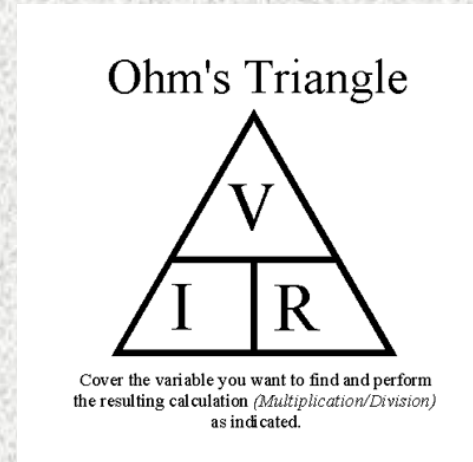 Ohm's Triangle
V
I R
Cover the variable you want to find and perform
the resulting calculation (Multiplication/Division)
as indicated.